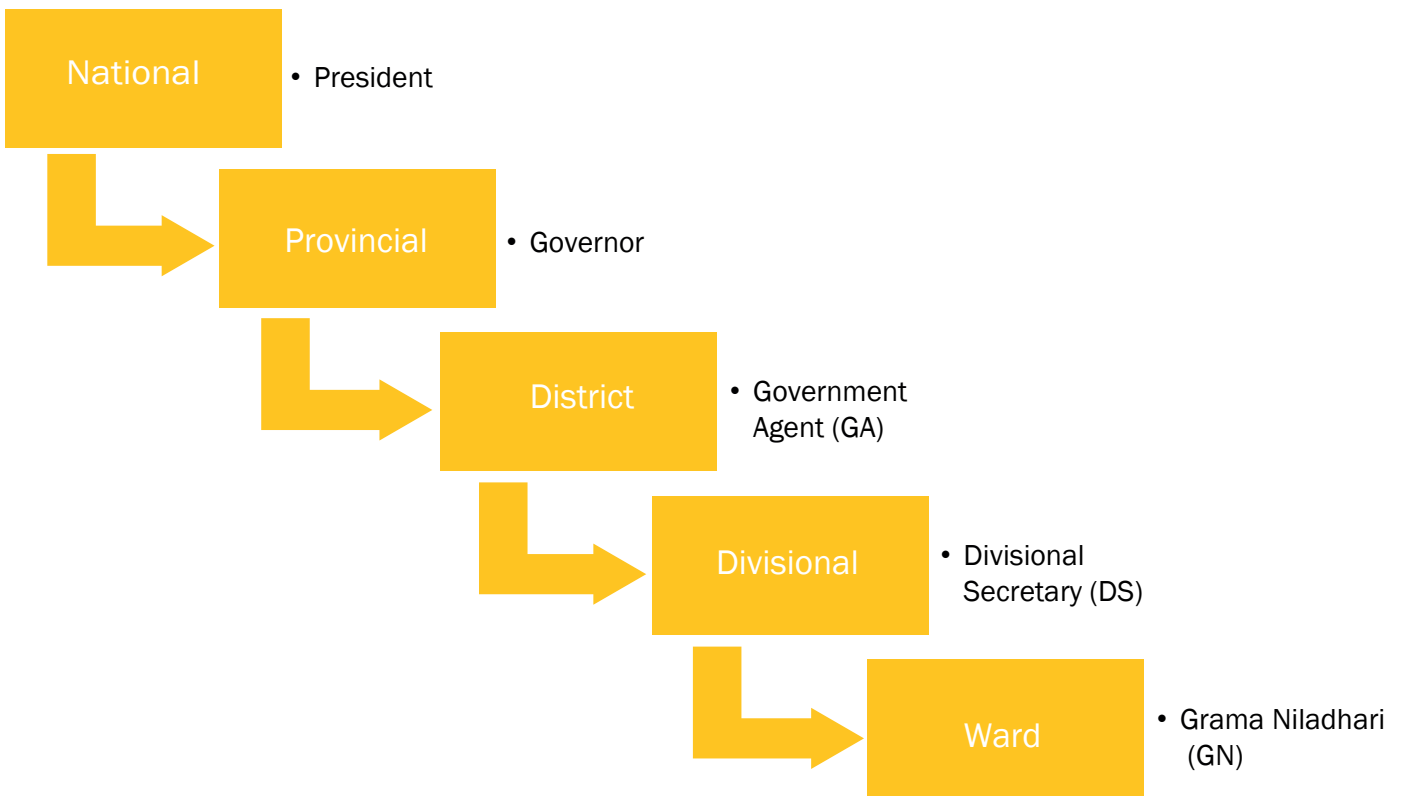 National
• President
Provincial
• Governor
District
• Government
Agent (GA)
Divisional
• Divisional
Secretary (DS)
Ward
• Grama Niladhari
(GN)